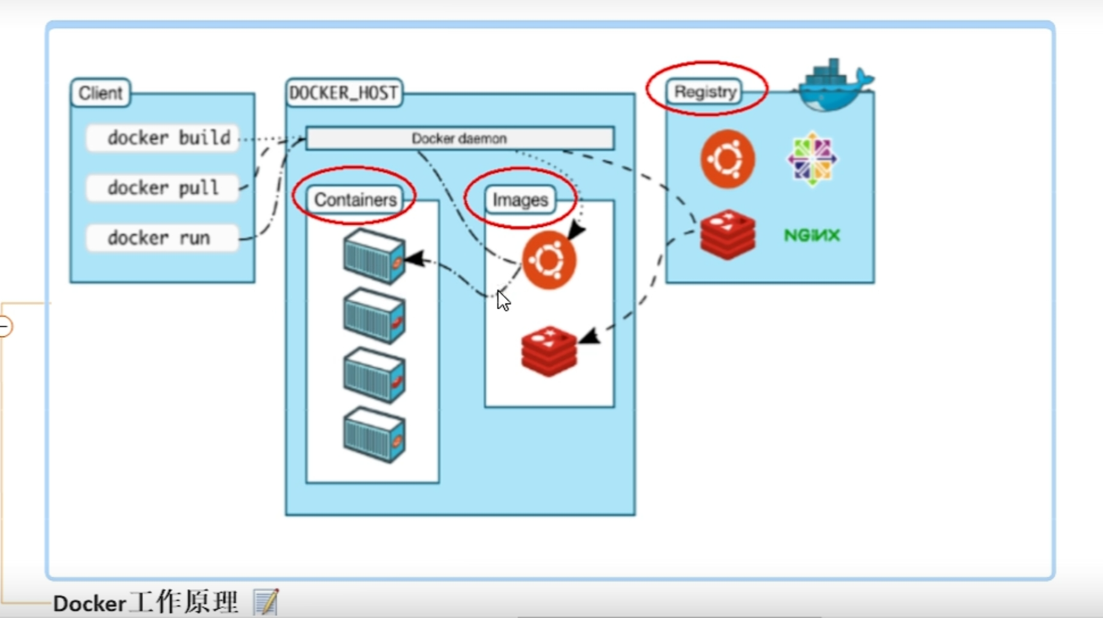 Client
docker build
docker pull
docker run
DOCKER_HOST
Docker daemon
Containers
Images
Registry
NGINX
Docker工作原理